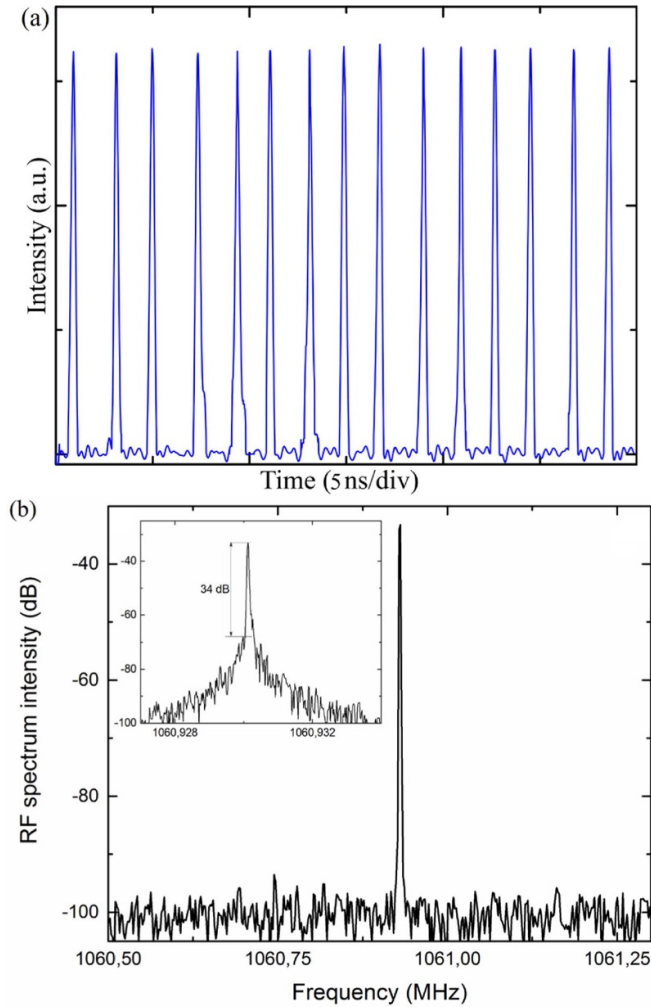 (a)
Intensity (a.u.)
Time (5 ns/div)
(b)
RF spectrum intensity (dB)
-40
-60
-80
-100
-40
-60
-80
-100
34 dB
1060,928 1060,932
1060,50 1060,75 1061,00 1061,25
Frequency (MHz)